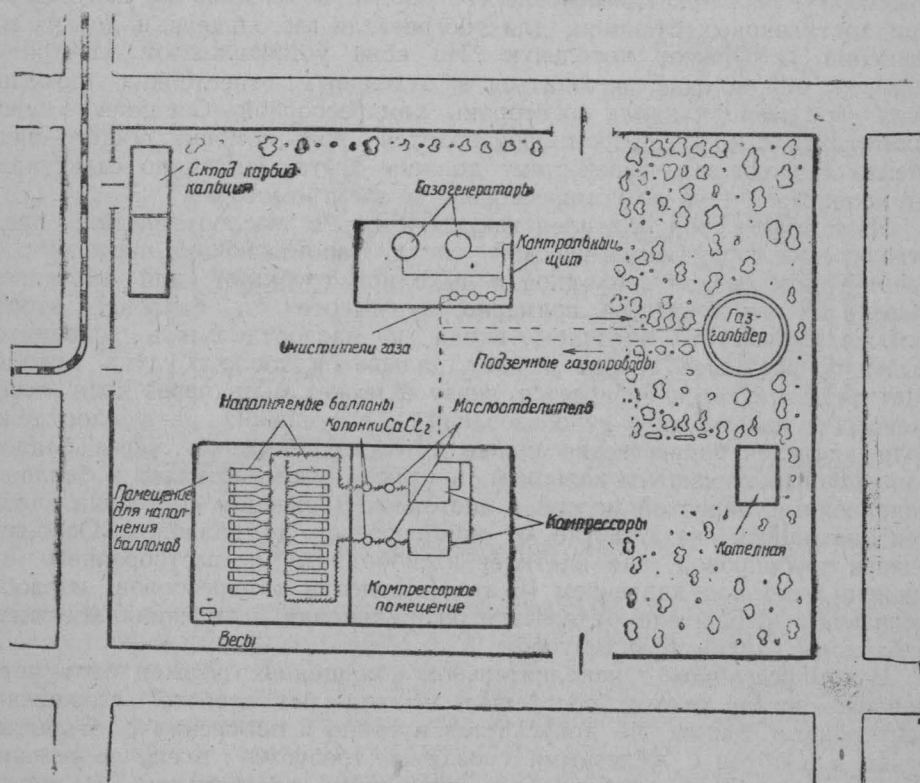 Склад карбид-
кальция
Газогенераторы
Контрольный
щит
Газ-
гольдер
Очистители газа
Подземные газопроводы
Наполняемые баллоны
Колонки CaCl₂
Маслоотделители
Помещение
для напол-
нения
баллонов
Компрессоры
Котельная
Компрессорное
помещение
Весы